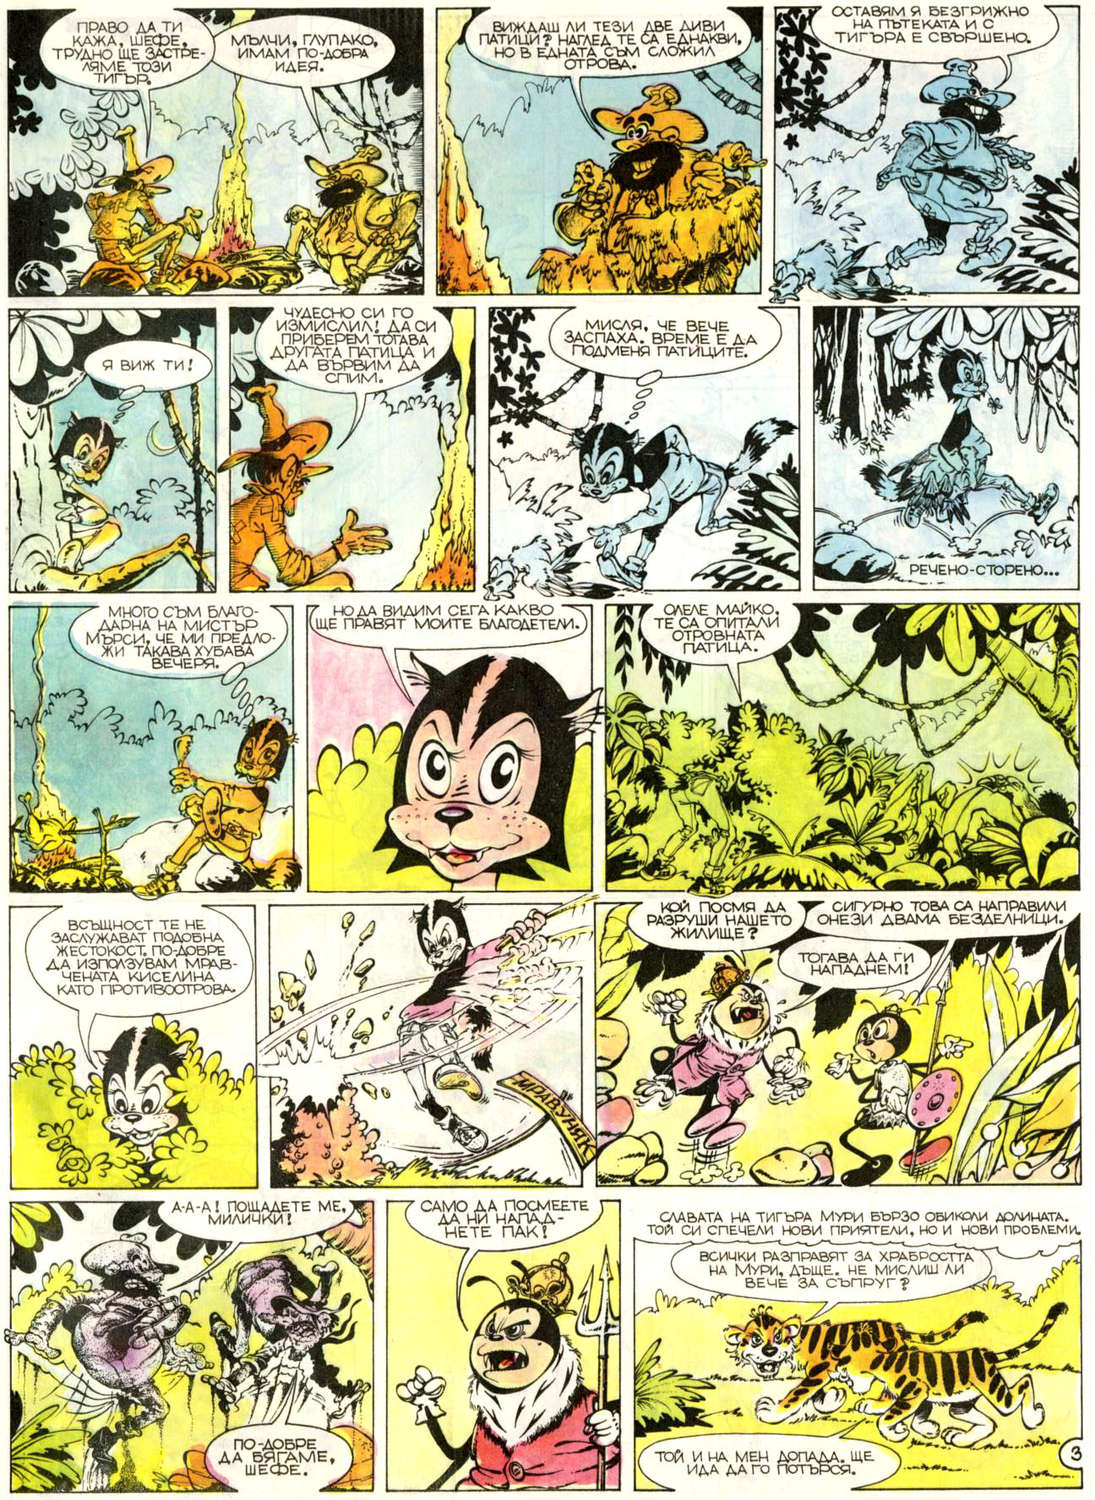 ПРАВО ДА ТИ
КАЖА, ШЕФЕ,
ТРУДНО ЩЕ ЗАСТРЕ-
ЛЯМЕ ТОЗИ
ТИГЪР.
МЪЛЧИ, ГЛУПАКО,
ИМАМ ПО-ДОБРА
ИДЕЯ.
ВИЖДАШ ЛИ ТЕЗИ ДВЕ ДИВИ
ПАТИЦИ? НАГЛЕД ТЕ СА ЕДНАКВИ,
НО В ЕДНАТА СЪМ СЛОЖИЛ
ОТРОВА.
ОСТАВЯМ Я БЕЗГРИЖНО
НА ПЪТЕКАТА И С
ТИГЪРА Е СВЪРШЕНО.
Я ВИЖ ТИ!
ЧУДЕСНО СИ ГО
ИЗМИСЛИЛ! ДА СИ
ПРИБЕРЕМ ТОГАВА
ДРУГАТА ПАТИЦА И
ДА ВЪРВИМ ДА
СПИМ.
МИСЛЯ, ЧЕ ВЕЧЕ
ЗАСПАХА. ВРЕМЕ Е ДА
ПОДМЕНЯ ПАТИЦИТЕ.
РЕЧЕНО-СТОРЕНО...
МНОГО СЪМ БЛАГО-
ДАРНА НА МИСТЪР
МЪРСИ, ЧЕ МИ ПРЕДЛО-
ЖИ ТАКАВА ХУБАВА
ВЕЧЕРЯ.
НО ДА ВИДИМ СЕГА КАКВО
ЩЕ ПРАВЯТ МОИТЕ БЛАГОДЕТЕЛИ.
ОЛЕЛЕ МАЙКО,
ТЕ СА ОПИТАЛИ
ОТРОВНАТА
ПАТИЦА.
ВСЪЩНОСТ ТЕ НЕ
ЗАСЛУЖАВАТ ПОДОБНА
ЖЕСТОКОСТ. ПО-ДОБРЕ
ДА ИЗПОЛЗУВАМ МРАВ-
ЧЕНАТА КИСЕЛИНА
КАТО ПРОТИВООТРОВА.
МРАВУНЯК
КОЙ ПОСМЯ ДА
РАЗРУШИ НАШЕТО
ЖИЛИЩЕ?
СИГУРНО ТОВА СА НАПРАВИЛИ
ОНЕЗИ ДВАМА БЕЗДЕЛНИЦИ.
ТОГАВА ДА ГИ
НАПАДНЕМ!
А-А-А! ПОЩАДЕТЕ МЕ,
МИЛИЧКИ!
ПО-ДОБРЕ
ДА БЯГАМЕ,
ШЕФЕ.
САМО ДА ПОСМЕЕТЕ
ДА НИ НАПАД-
НЕТЕ ПАК!
СЛАВАТА НА ТИГЪРА МУРИ БЪРЗО ОБИКОЛИ ДОЛИНАТА.
ТОЙ СИ СПЕЧЕЛИ НОВИ ПРИЯТЕЛИ, НО И НОВИ ПРОБЛЕМИ.
ВСИЧКИ РАЗПРАВЯТ ЗА ХРАБРОСТТА
НА МУРИ, ДЪЩЕ. НЕ МИСЛИШ ЛИ
ВЕЧЕ ЗА СЪПРУГ?
ТОЙ И НА МЕН ДОПАДА. ЩЕ
ИДА ДА ГО ПОТЪРСЯ.
3